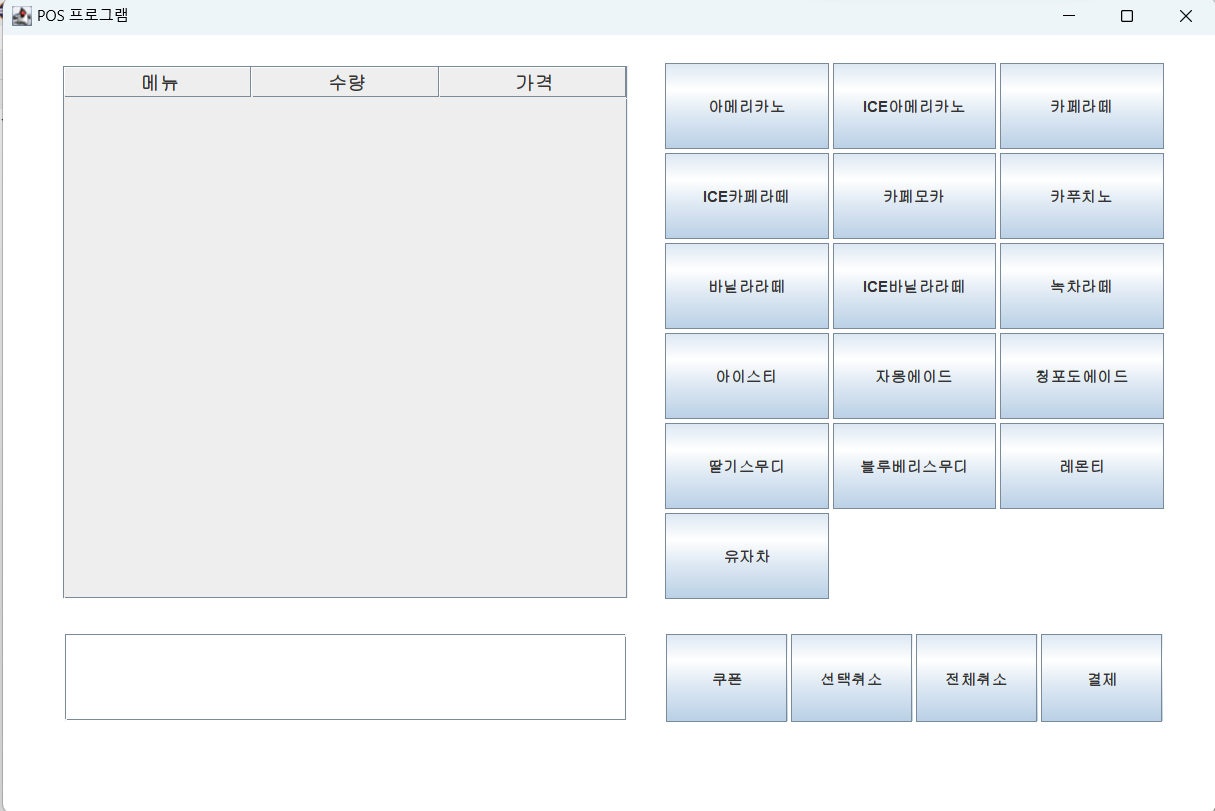 POS 프로그램
메뉴 수량 가격
아메리카노 ICE아메리카노 카페라떼
ICE카페라떼 카페모카 카푸치노
바닐라라떼 ICE바닐라라떼 녹차라떼
아이스티 자몽에이드 청포도에이드
딸기스무디 블루베리스무디 레몬티
유자차
쿠폰 선택취소 전체취소 결제